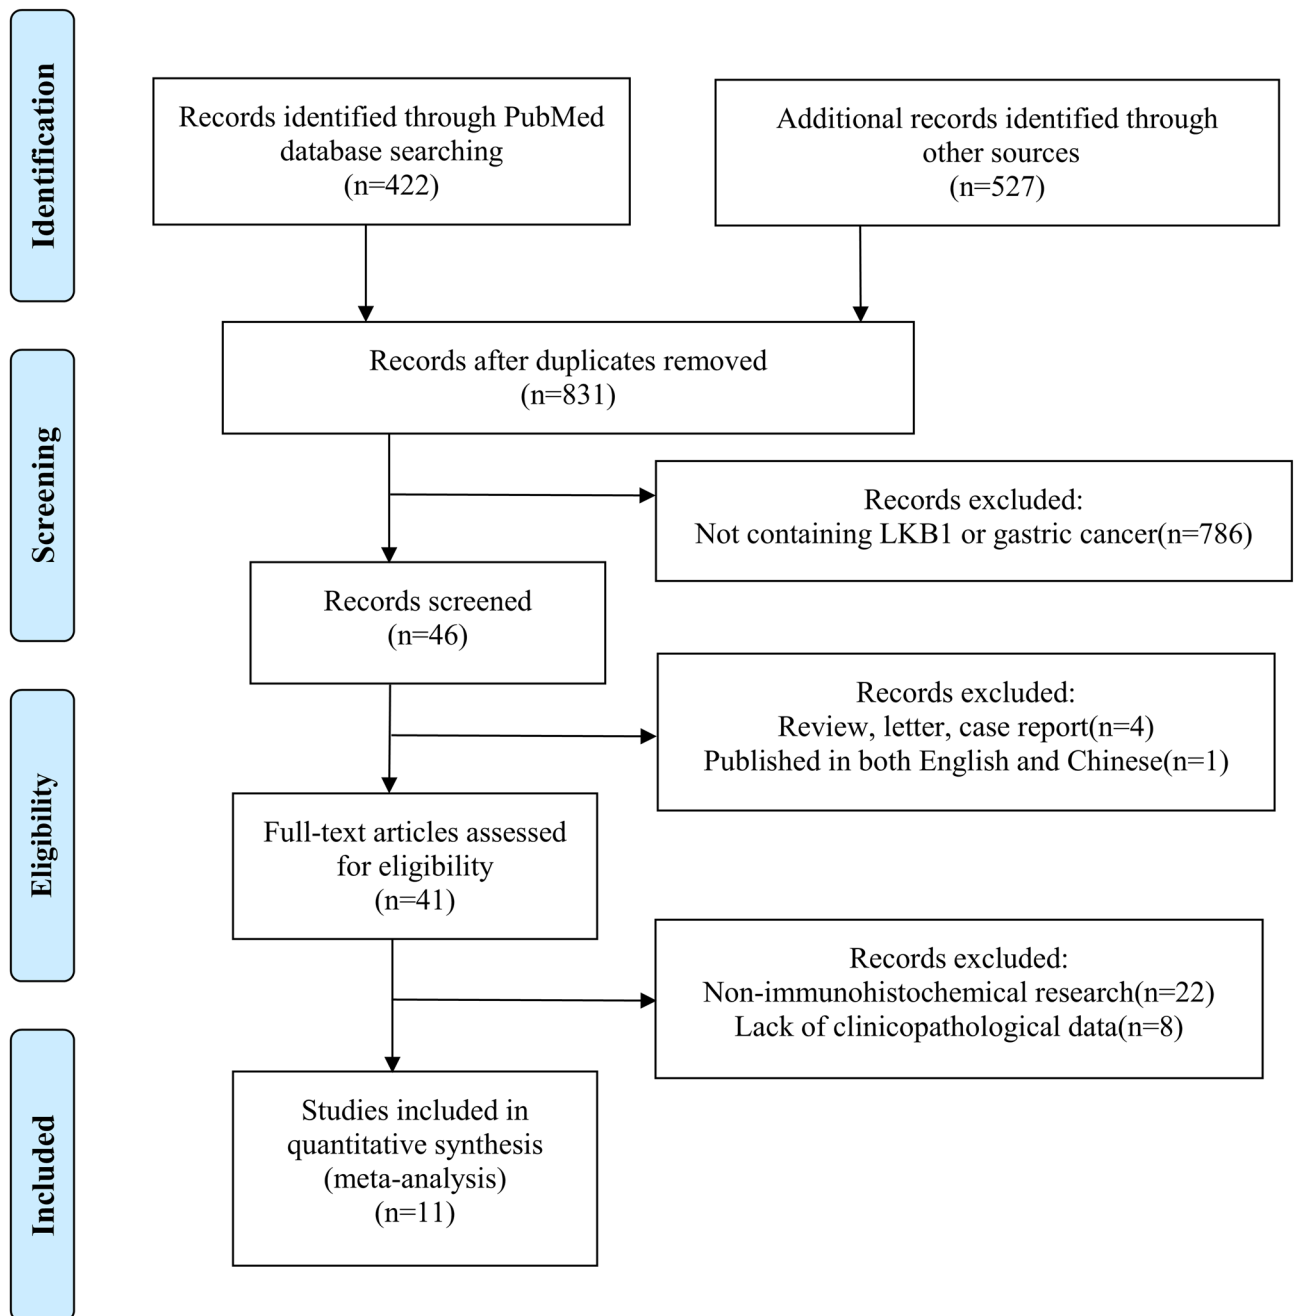 Identification
Records identified through PubMed
database searching
(n=422)
Additional records identified through
other sources
(n=527)
Records after duplicates removed
(n=831)
Screening
Records excluded:
Not containing LKB1 or gastric cancer(n=786)
Records screened
(n=46)
Records excluded:
Review, letter, case report(n=4)
Published in both English and Chinese(n=1)
Eligibility
Full-text articles assessed
for eligibility
(n=41)
Records excluded:
Non-immunohistochemical research(n=22)
Lack of clinicopathological data(n=8)
Included
Studies included in
quantitative synthesis
(meta-analysis)
(n=11)